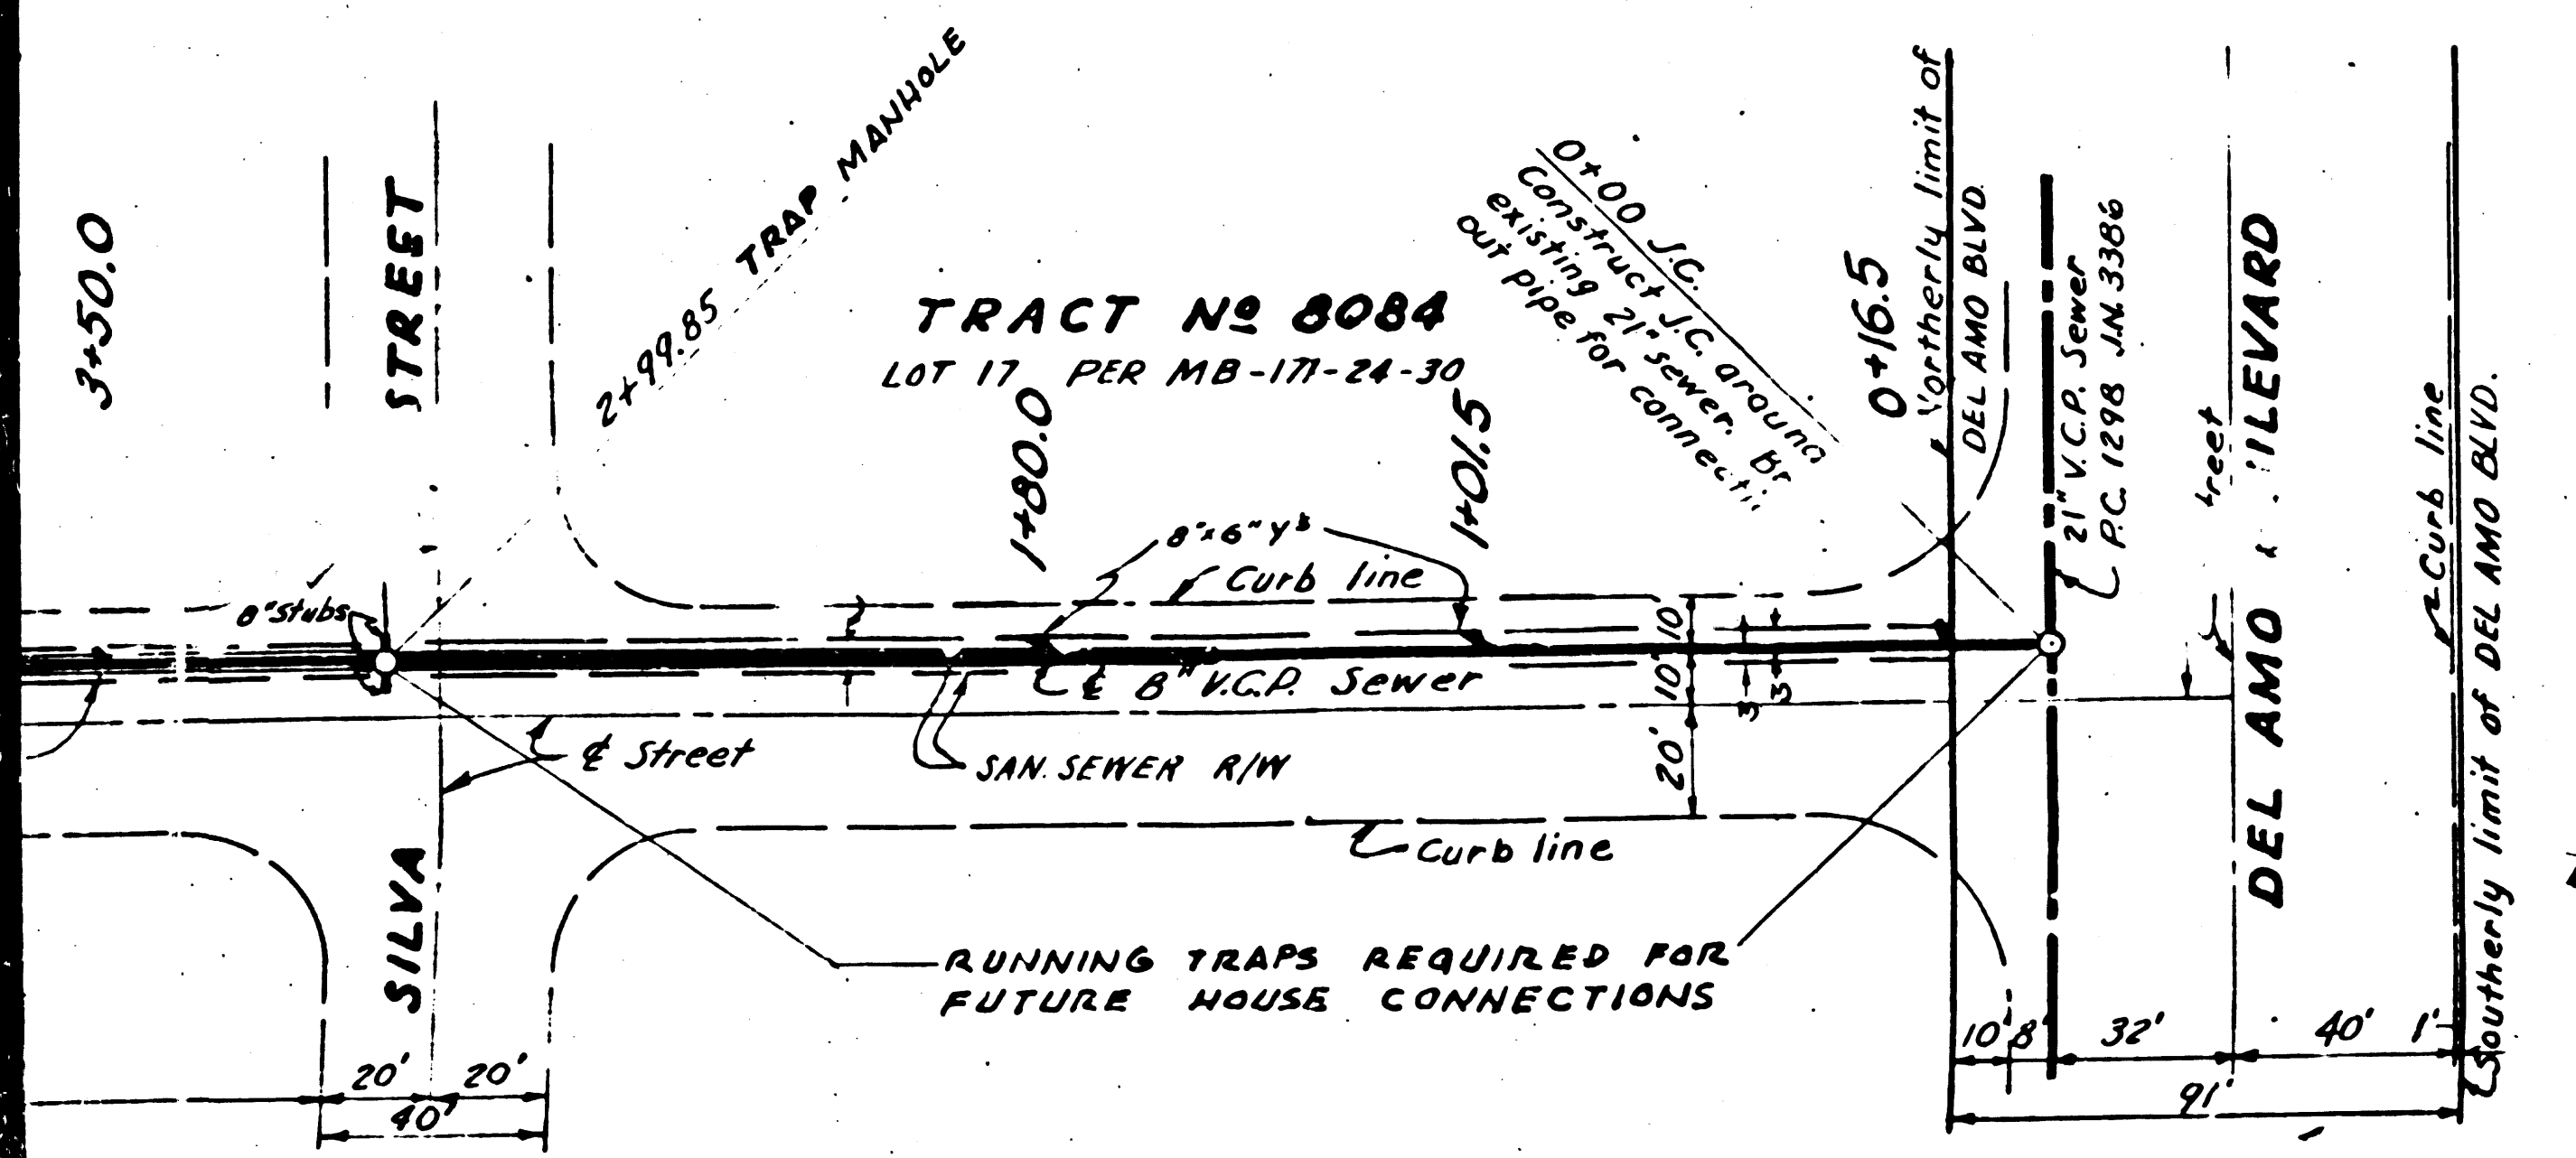 3+50.0
STREET
SILVA
2+99.85 TRAP MANHOLE
TRACT Nº 8084
LOT 17 PER MB-171-24-30
1+80.0
1+01.5
0+00 J.C.
Construct J.C. around
existing 21" sewer. Br
out pipe for connecti
0+16.5
Northerly limit of
DEL AMO BLVD.
21" V.C.P. Sewer
P.C. 1298 J.N. 3386
DEL AMO ULEVARD
treet
Curb line
Southerly limit of DEL AMO BLVD.
8" Stubs
8"x6" Ys
Curb line
℄ 8" V.C.P. Sewer
10'
10'
20'
3'
3'
℄ Street
SAN. SEWER R/W
Curb line
RUNNING TRAPS REQUIRED FOR
FUTURE HOUSE CONNECTIONS
20' 20'
40'
10' 8' 32' 40' 1'
91'